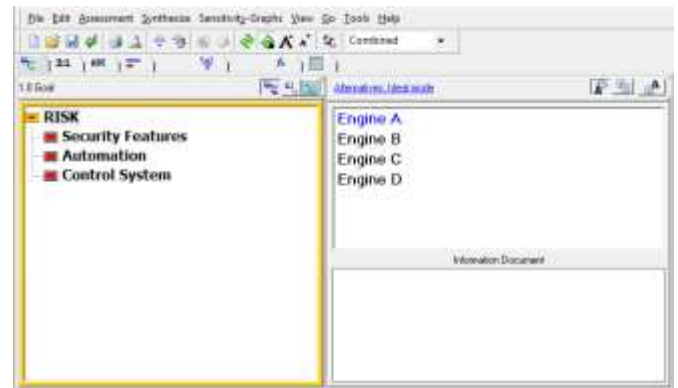 File Edit Assessment Synthesize Sensitivity-Graphs View Go Tools Help
Combined
1.0 Goal
Alternatives: Ideal mode
RISK
Security Features
Automation
Control System
Engine A
Engine B
Engine C
Engine D
Information Document